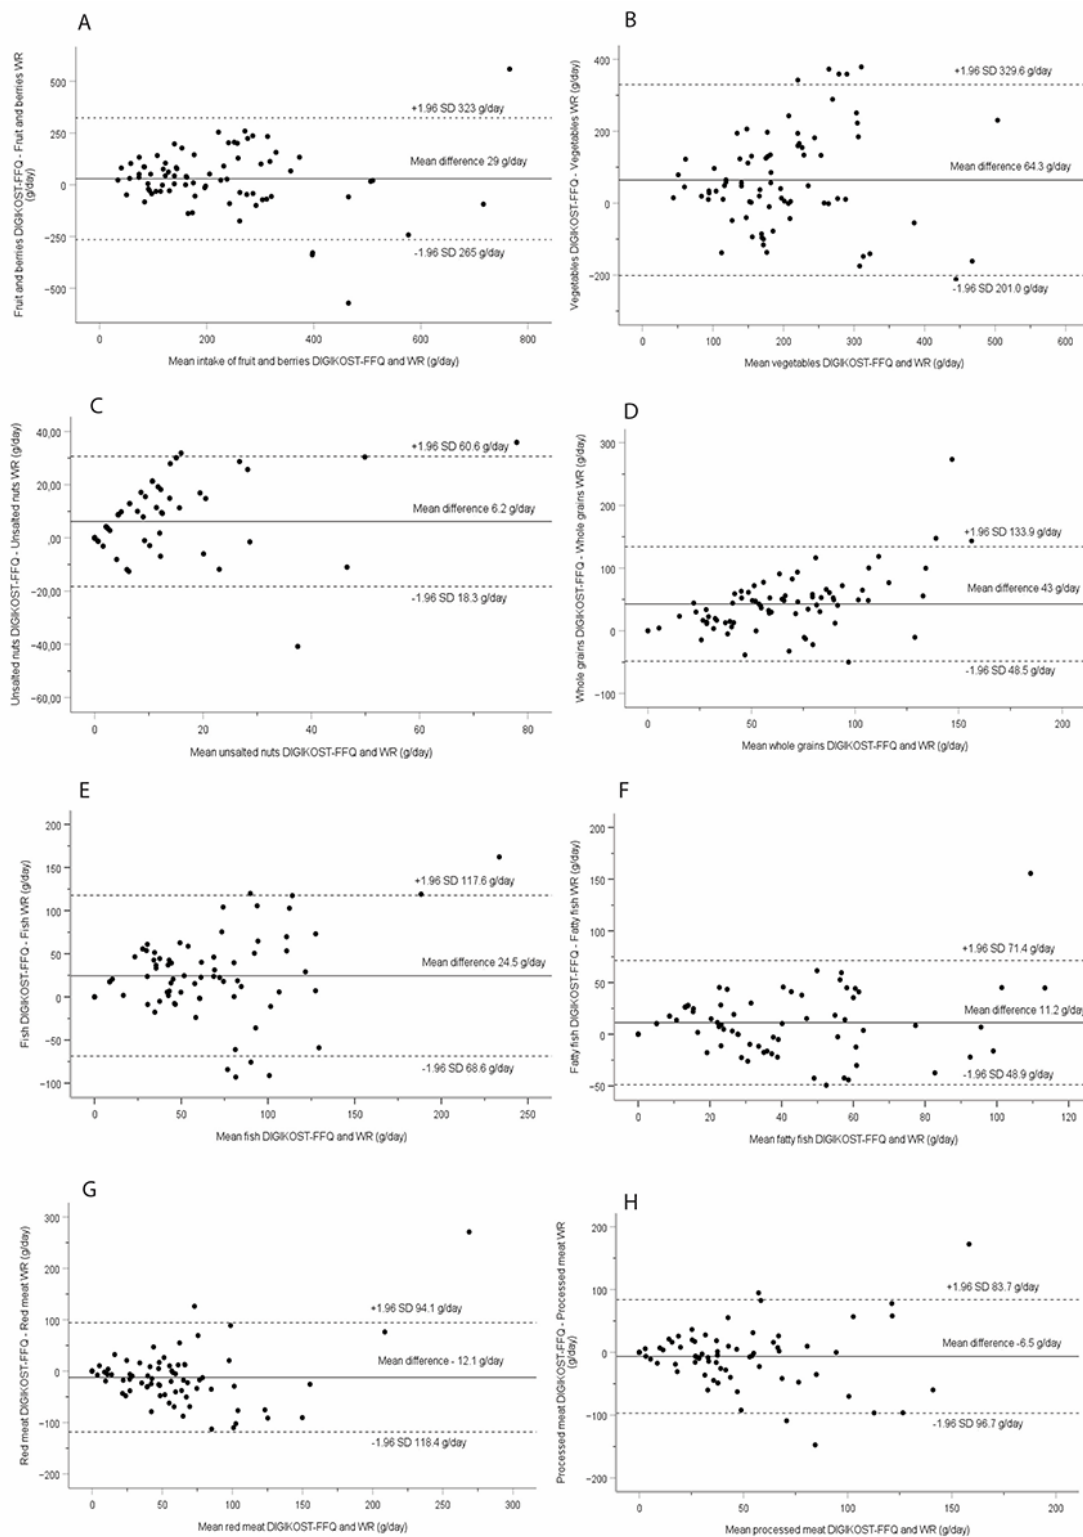 A
Fruit and berries DIGIKOST-FFQ - Fruit and berries WR
(g/day)
500
250
0
−250
−500
+1.96 SD 323 g/day
Mean difference 29 g/day
-1.96 SD 265 g/day
0 200 400 600 800
Mean intake of fruit and berries DIGIKOST-FFQ and WR (g/day)
B
Vegetables DIGIKOST-FFQ - Vegetables WR (g/day)
400
200
0
−200
+1.96 SD 329.6 g/day
Mean difference 64.3 g/day
-1.96 SD 201.0 g/day
0 100 200 300 400 500 600
Mean vegetables DIGIKOST-FFQ and WR (g/day)
C
Unsalted nuts DIGIKOST-FFQ - Unsalted nuts WR (g/day)
40,00
20,00
,00
−20,00
−40,00
−60,00
+1.96 SD 60.6 g/day
Mean difference 6.2 g/day
-1.96 SD 18.3 g/day
0 20 40 60 80
Mean unsalted nuts DIGIKOST-FFQ and WR (g/day)
D
Whole grains DIGIKOST-FFQ - Whole grains WR (g/day)
300
200
100
0
−100
+1.96 SD 133.9 g/day
Mean difference 43 g/day
-1.96 SD 48.5 g/day
0 50 100 150 200
Mean whole grains DIGIKOST-FFQ and WR (g/day)
E
Fish DIGIKOST-FFQ - Fish WR (g/day)
200
150
100
50
0
−50
−100
+1.96 SD 117.6 g/day
Mean difference 24.5 g/day
-1.96 SD 68.6 g/day
0 50 100 150 200 250
Mean fish DIGIKOST-FFQ and WR (g/day)
F
Fatty fish DIGIKOST-FFQ - Fatty fish WR (g/day)
200
150
100
50
0
−50
+1.96 SD 71.4 g/day
Mean difference 11.2 g/day
-1.96 SD 48.9 g/day
0 20 40 60 80 100 120
Mean fatty fish DIGIKOST-FFQ and WR (g/day)
G
Red meat DIGIKOST-FFQ - Red meat WR (g/day)
300
200
100
0
−100
−200
+1.96 SD 94.1 g/day
Mean difference - 12.1 g/day
-1.96 SD 118.4 g/day
0 50 100 150 200 250 300
Mean red meat DIGIKOST-FFQ and WR (g/day)
H
Processed meat DIGIKOST-FFQ - Processed meat WR
(g/day)
200
100
0
−100
−200
+1.96 SD 83.7 g/day
Mean difference -6.5 g/day
-1.96 SD 96.7 g/day
0 50 100 150 200
Mean processed meat DIGIKOST-FFQ and WR (g/day)